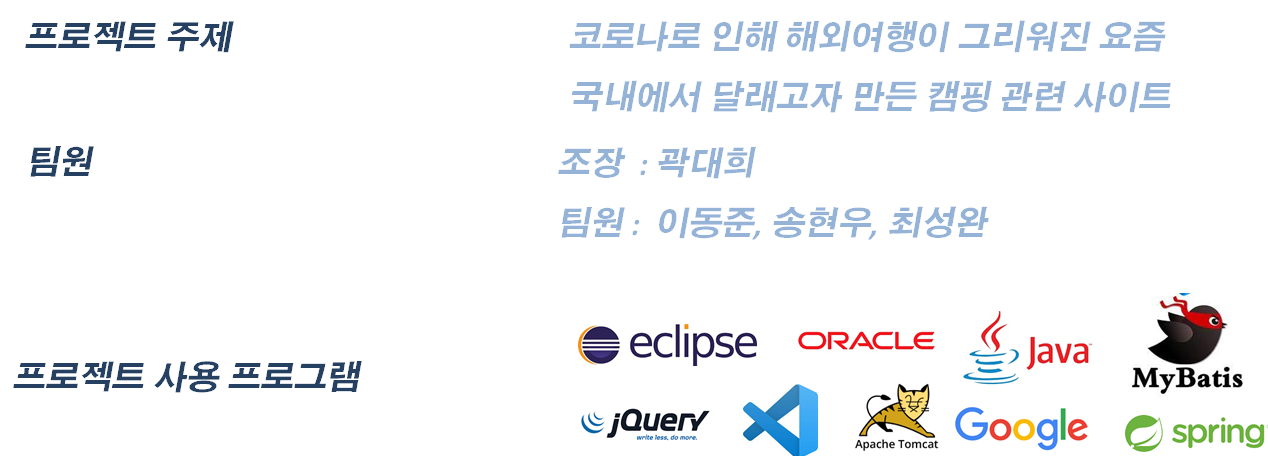 프로젝트 주제
코로나로 인해 해외여행이 그리워진 요즘
국내에서 달래고자 만든 캠핑 관련 사이트
팀원
조장 : 곽대희
팀원 : 이동준, 송현우, 최성완
프로젝트 사용 프로그램
eclipse ORACLE Java MyBatis
jQuery write less, do more. Apache Tomcat Google spring